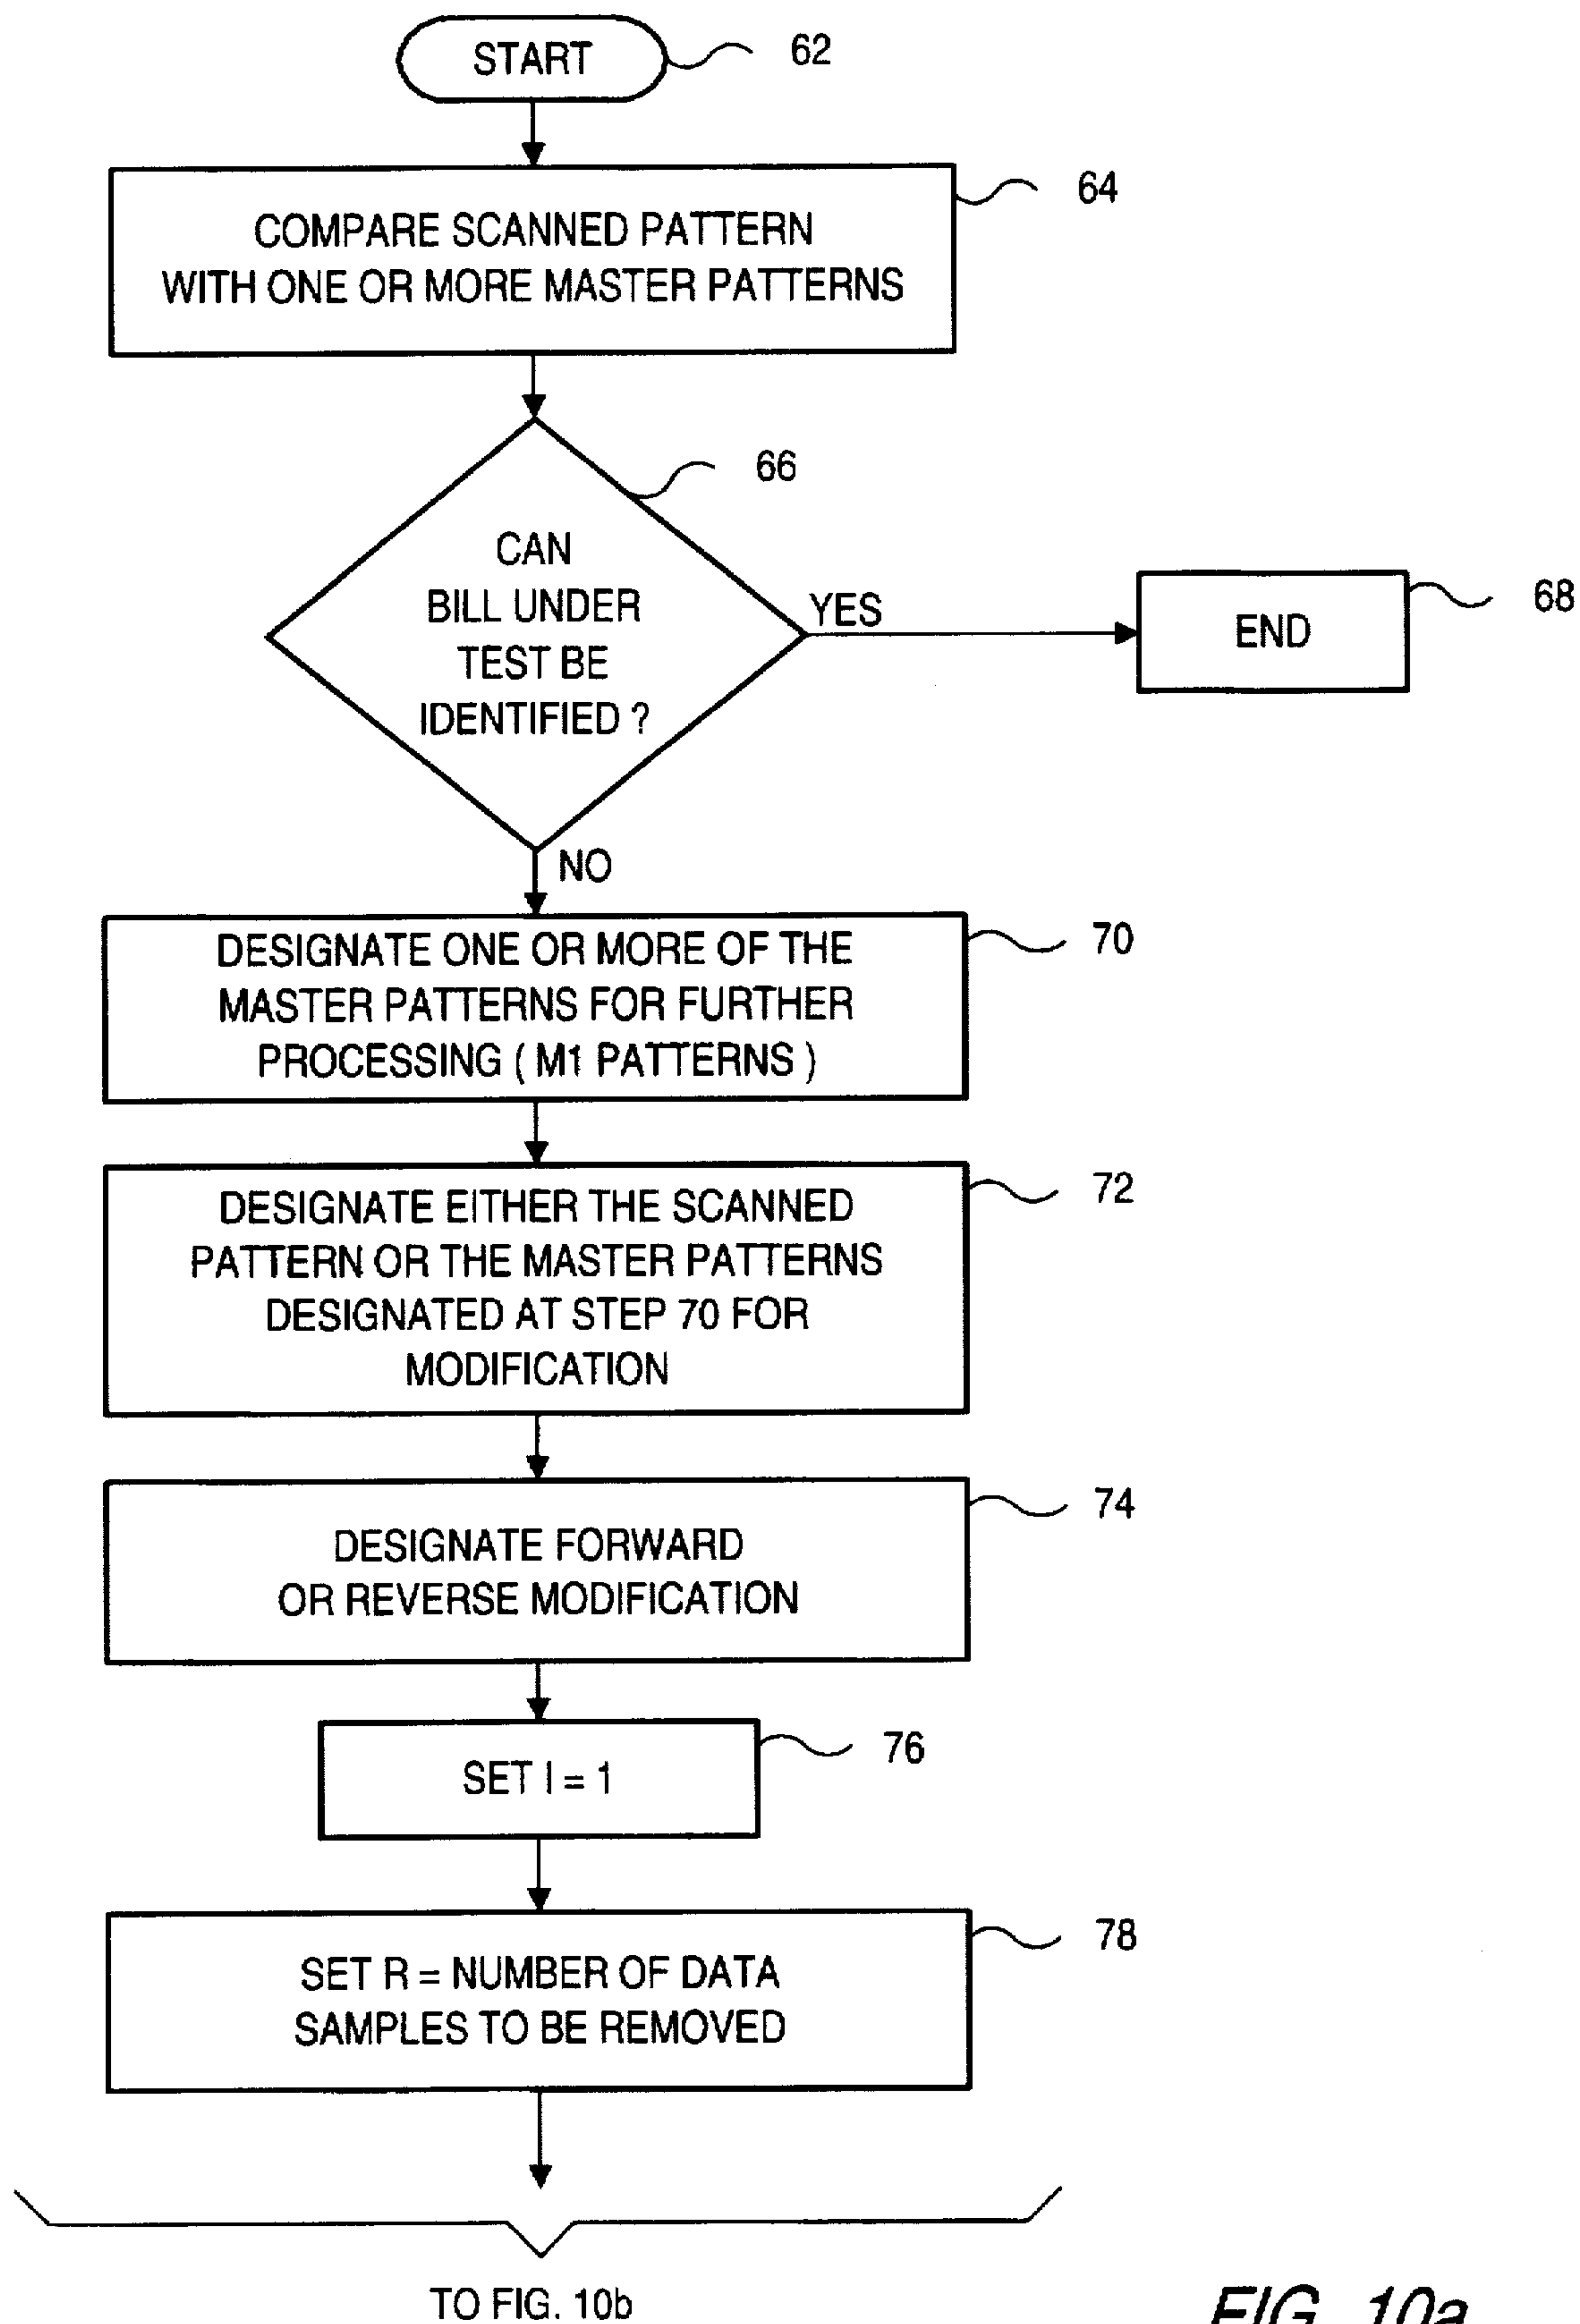 START
62
COMPARE SCANNED PATTERN
WITH ONE OR MORE MASTER PATTERNS
64
CAN
BILL UNDER
TEST BE
IDENTIFIED ?
66
YES
END
68
NO
DESIGNATE ONE OR MORE OF THE
MASTER PATTERNS FOR FURTHER
PROCESSING ( M1 PATTERNS )
70
DESIGNATE EITHER THE SCANNED
PATTERN OR THE MASTER PATTERNS
DESIGNATED AT STEP 70 FOR
MODIFICATION
72
DESIGNATE FORWARD
OR REVERSE MODIFICATION
74
SET I = 1
76
SET R = NUMBER OF DATA
SAMPLES TO BE REMOVED
78
TO FIG. 10b
FIG. 10a